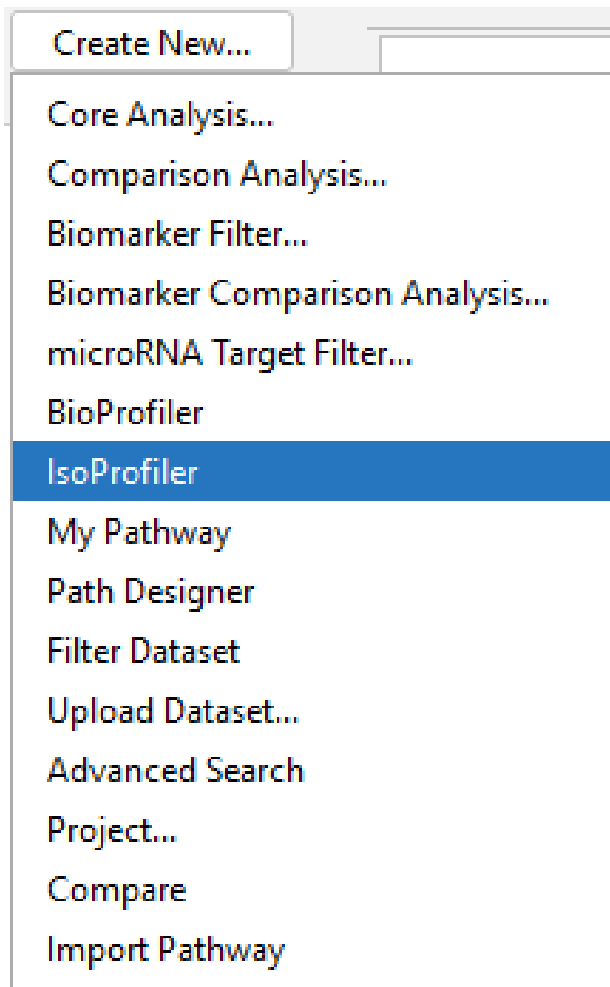 Create New...
Core Analysis...
Comparison Analysis...
Biomarker Filter...
Biomarker Comparison Analysis...
microRNA Target Filter...
BioProfiler
IsoProfiler
My Pathway
Path Designer
Filter Dataset
Upload Dataset...
Advanced Search
Project...
Compare
Import Pathway